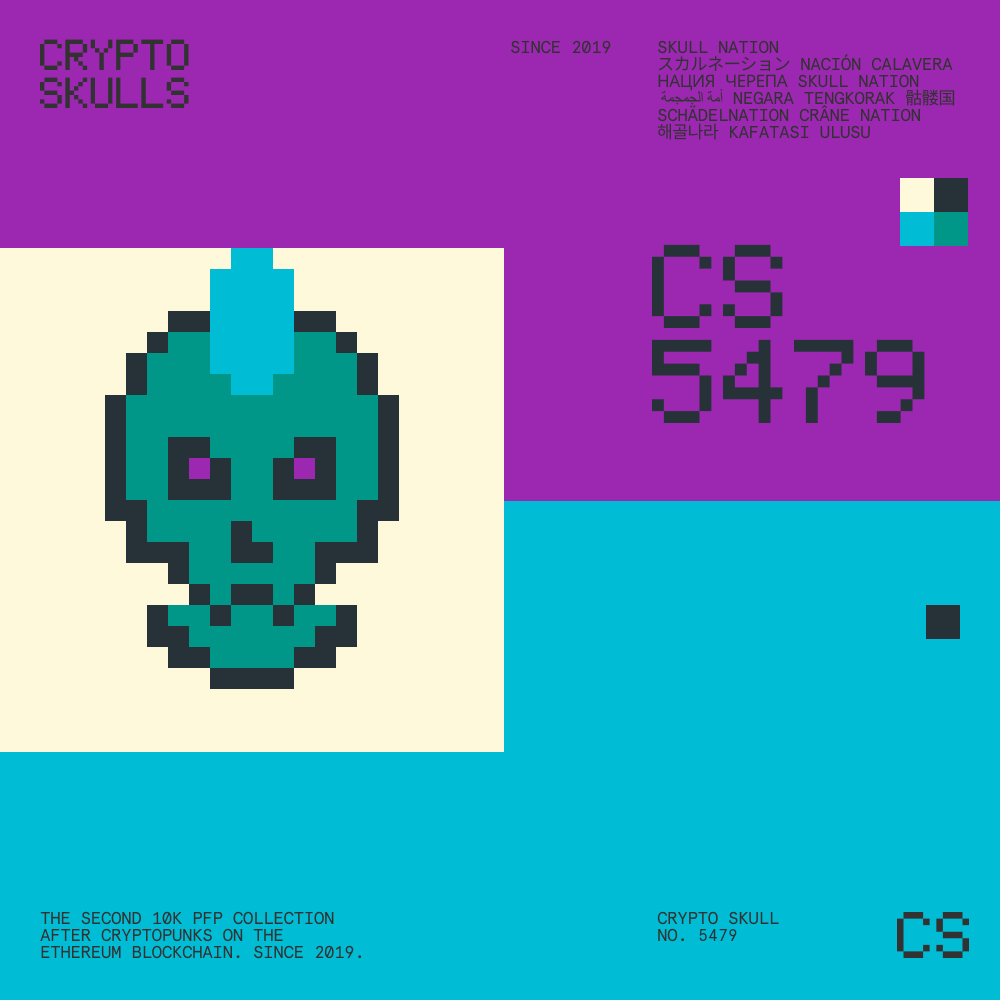 CRYPTO
SKULLS
SINCE 2019
SKULL NATION
スカルネーション NACIÓN CALAVERA
НАЦИЯ ЧЕРЕПА SKULL NATION
أمة الجمجمة NEGARA TENGKORAK 骷髅国
SCHÄDELNATION CRÂNE NATION
해골나라 KAFATASI ULUSU
CS
5479
THE SECOND 10K PFP COLLECTION
AFTER CRYPTOPUNKS ON THE
ETHEREUM BLOCKCHAIN. SINCE 2019.
CRYPTO SKULL
NO. 5479
CS